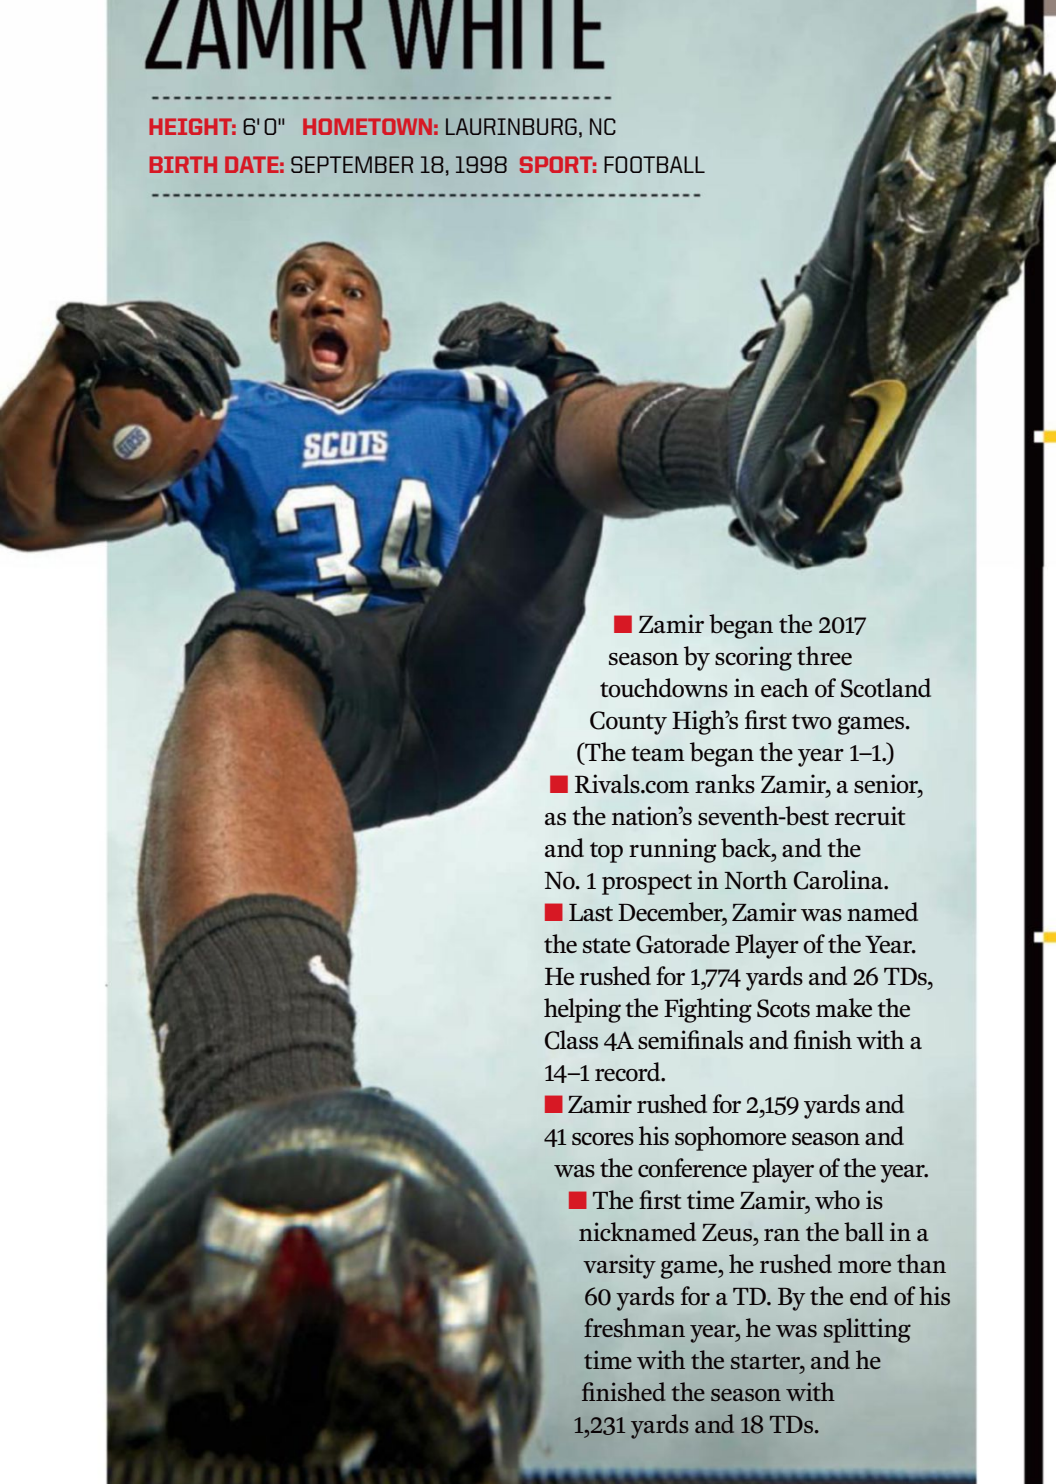 ZAMIR WHITE
HEIGHT: 6'0" HOMETOWN: LAURINBURG, NC
BIRTH DATE: SEPTEMBER 18, 1998 SPORT: FOOTBALL
SCOTS
SCOTS
34
■ Zamir began the 2017
season by scoring three
touchdowns in each of Scotland
County High’s first two games.
(The team began the year 1–1.)
■ Rivals.com ranks Zamir, a senior,
as the nation’s seventh-best recruit
and top running back, and the
No. 1 prospect in North Carolina.
■ Last December, Zamir was named
the state Gatorade Player of the Year.
He rushed for 1,774 yards and 26 TDs,
helping the Fighting Scots make the
Class 4A semifinals and finish with a
14–1 record.
■ Zamir rushed for 2,159 yards and
41 scores his sophomore season and
was the conference player of the year.
■ The first time Zamir, who is
nicknamed Zeus, ran the ball in a
varsity game, he rushed more than
60 yards for a TD. By the end of his
freshman year, he was splitting
time with the starter, and he
finished the season with
1,231 yards and 18 TDs.